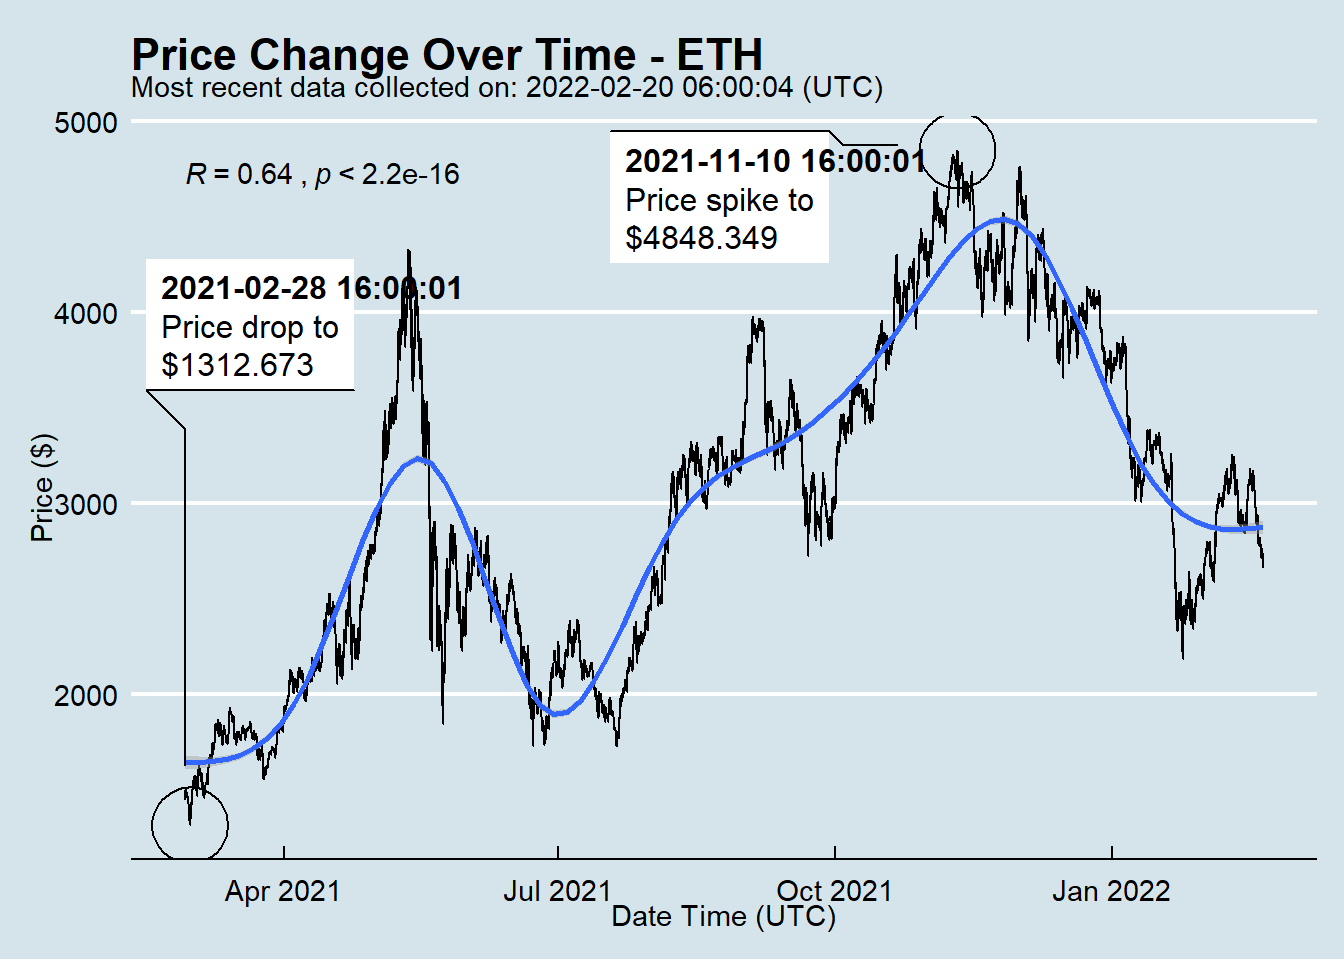 Price Change Over Time - ETH
Most recent data collected on: 2022-02-20 06:00:04 (UTC)
5000
4000
3000
2000
Price ($)
R = 0.64 , p < 2.2e-16
2021-11-10 16:00:01
Price spike to
$4848.349
2021-02-28 16:00:01
Price drop to
$1312.673
Apr 2021
Jul 2021
Oct 2021
Jan 2022
Date Time (UTC)